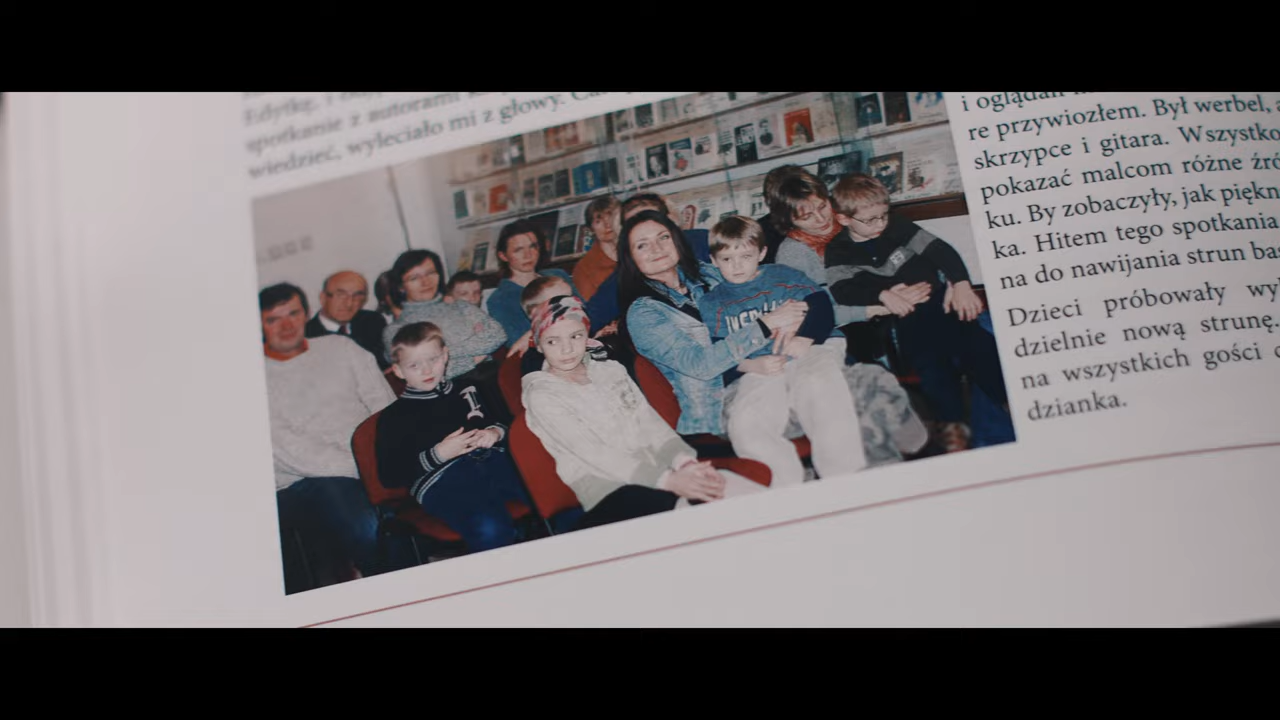 spotkanie z autorami
wiedzieć, wyleciało mi z głowy.
i oglądali
re przywiozłem. Był werbel,
skrzypce i gitara. Wszystko
pokazać malcom różne źró
ku. By zobaczyły, jak piękn
ka. Hitem tego spotkania
na do nawijania strun bas
Dzieci próbowały wy
dzielnie nową strunę.
na wszystkich gości
dzianka.